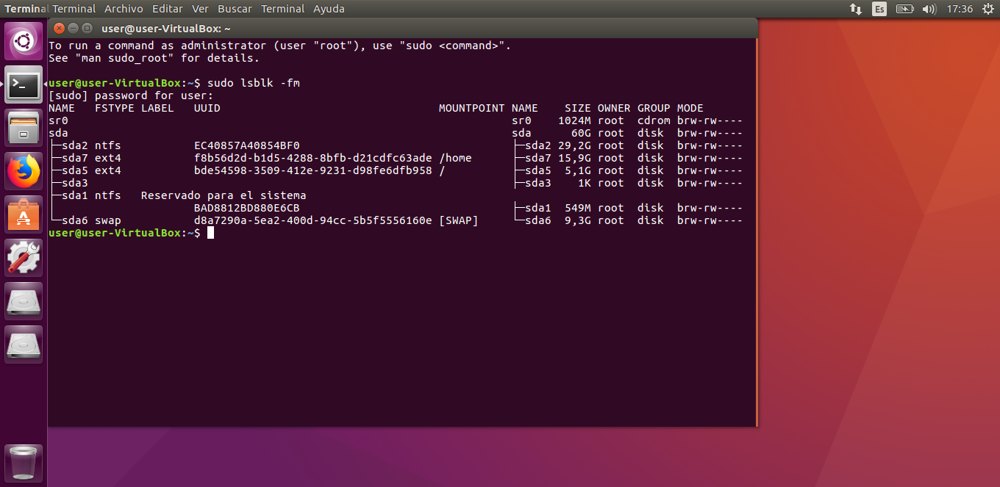 Terminal Terminal Archivo Editar Ver Buscar Terminal Ayuda Es 17:36
user@user-VirtualBox: ~
To run a command as administrator (user "root"), use "sudo <command>".
See "man sudo_root" for details.
user@user-VirtualBox:~$ sudo lsblk -fm
[sudo] password for user:
NAME   FSTYPE LABEL   UUID                                 MOUNTPOINT NAME    SIZE OWNER GROUP MODE
sr0                                                                   sr0    1024M root  cdrom brw-rw----
sda                                                                   sda      60G root  disk  brw-rw----
├─sda2 ntfs           EC40857A40854BF0                                ├─sda2 29,2G root  disk  brw-rw----
├─sda7 ext4           f8b56d2d-b1d5-4288-8bfb-d21cdfc63ade /home      ├─sda7 15,9G root  disk  brw-rw----
├─sda5 ext4           bde54598-3509-412e-9231-d98fe6dfb958 /          ├─sda5  5,1G root  disk  brw-rw----
├─sda3                                                                ├─sda3    1K root  disk  brw-rw----
├─sda1 ntfs   Reservado para el sistema
│                     BAD8812BD880E6CB                                ├─sda1  549M root  disk  brw-rw----
└─sda6 swap           d8a7290a-5ea2-400d-94cc-5b5f5556160e [SWAP]     └─sda6  9,3G root  disk  brw-rw----
user@user-VirtualBox:~$